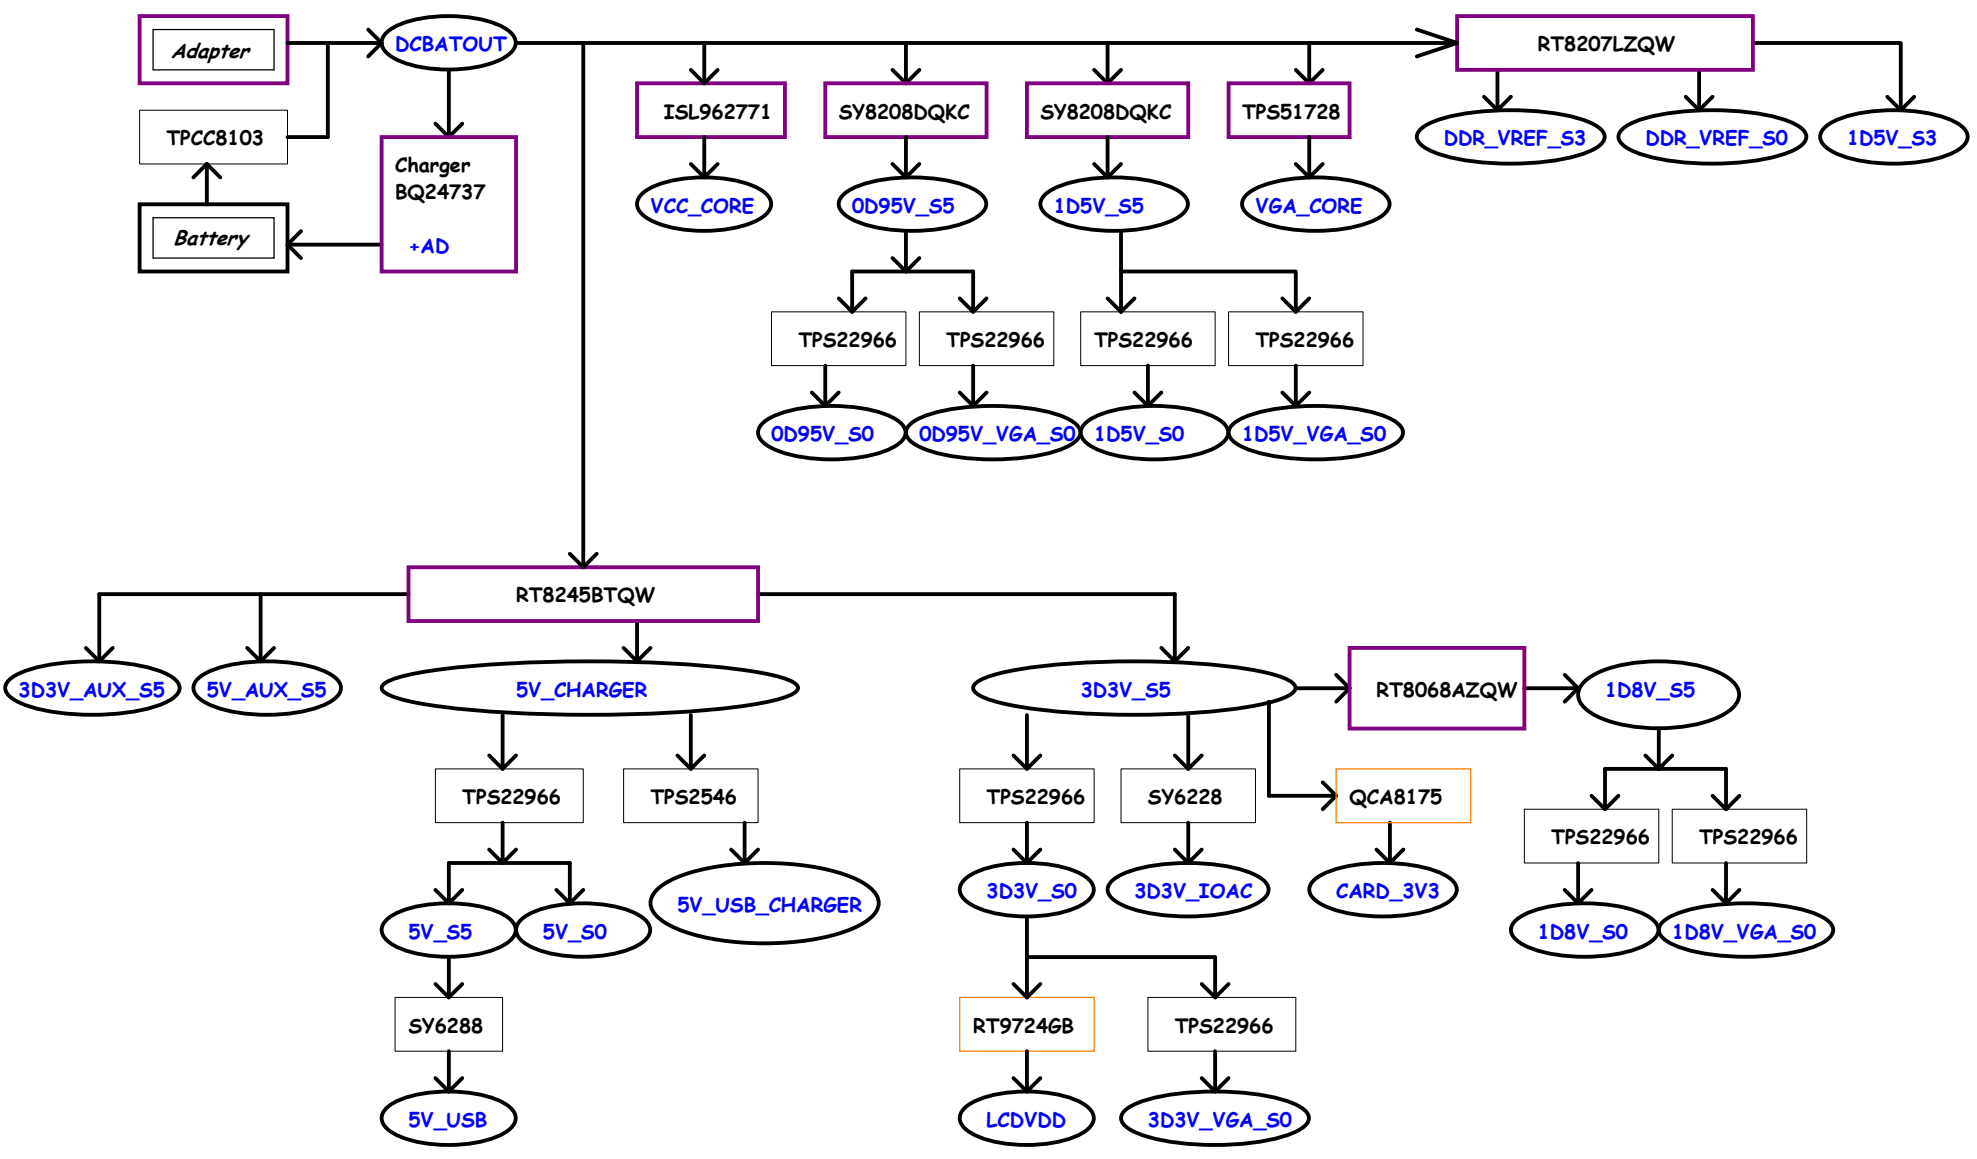 Adapter
DCBATOUT
RT8207LZQW
TPCC8103
ISL962771
SY8208DQKC
SY8208DQKC
TPS51728
DDR_VREF_S3
DDR_VREF_S0
1D5V_S3
Charger
BQ24737
+AD
Battery
VCC_CORE
0D95V_S5
1D5V_S5
VGA_CORE
TPS22966
TPS22966
TPS22966
TPS22966
0D95V_S0
0D95V_VGA_S0
1D5V_S0
1D5V_VGA_S0
RT8245BTQW
3D3V_AUX_S5
5V_AUX_S5
5V_CHARGER
3D3V_S5
RT8068AZQW
1D8V_S5
TPS22966
TPS2546
TPS22966
SY6228
QCA8175
TPS22966
TPS22966
5V_S5
5V_S0
5V_USB_CHARGER
3D3V_S0
3D3V_IOAC
CARD_3V3
1D8V_S0
1D8V_VGA_S0
SY6288
RT9724GB
TPS22966
5V_USB
LCDVDD
3D3V_VGA_S0